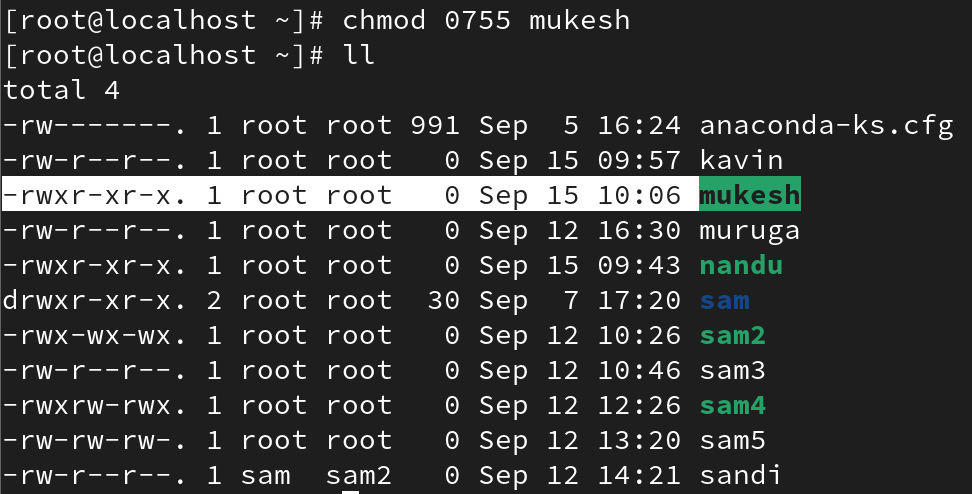 [root@localhost ~]# chmod 0755 mukesh
[root@localhost ~]# ll
total 4
-rw-------. 1 root root 991 Sep  5 16:24 anaconda-ks.cfg
-rw-r--r--. 1 root root   0 Sep 15 09:57 kavin
-rwxr-xr-x. 1 root root   0 Sep 15 10:06 mukesh
-rw-r--r--. 1 root root   0 Sep 12 16:30 muruga
-rwxr-xr-x. 1 root root   0 Sep 15 09:43 nandu
drwxr-xr-x. 2 root root  30 Sep  7 17:20 sam
-rwx-wx-wx. 1 root root   0 Sep 12 10:26 sam2
-rw-r--r--. 1 root root   0 Sep 12 10:46 sam3
-rwxrw-rwx. 1 root root   0 Sep 12 12:26 sam4
-rw-rw-rw-. 1 root root   0 Sep 12 13:20 sam5
-rw-r--r--. 1 sam  sam2   0 Sep 12 14:21 sandi